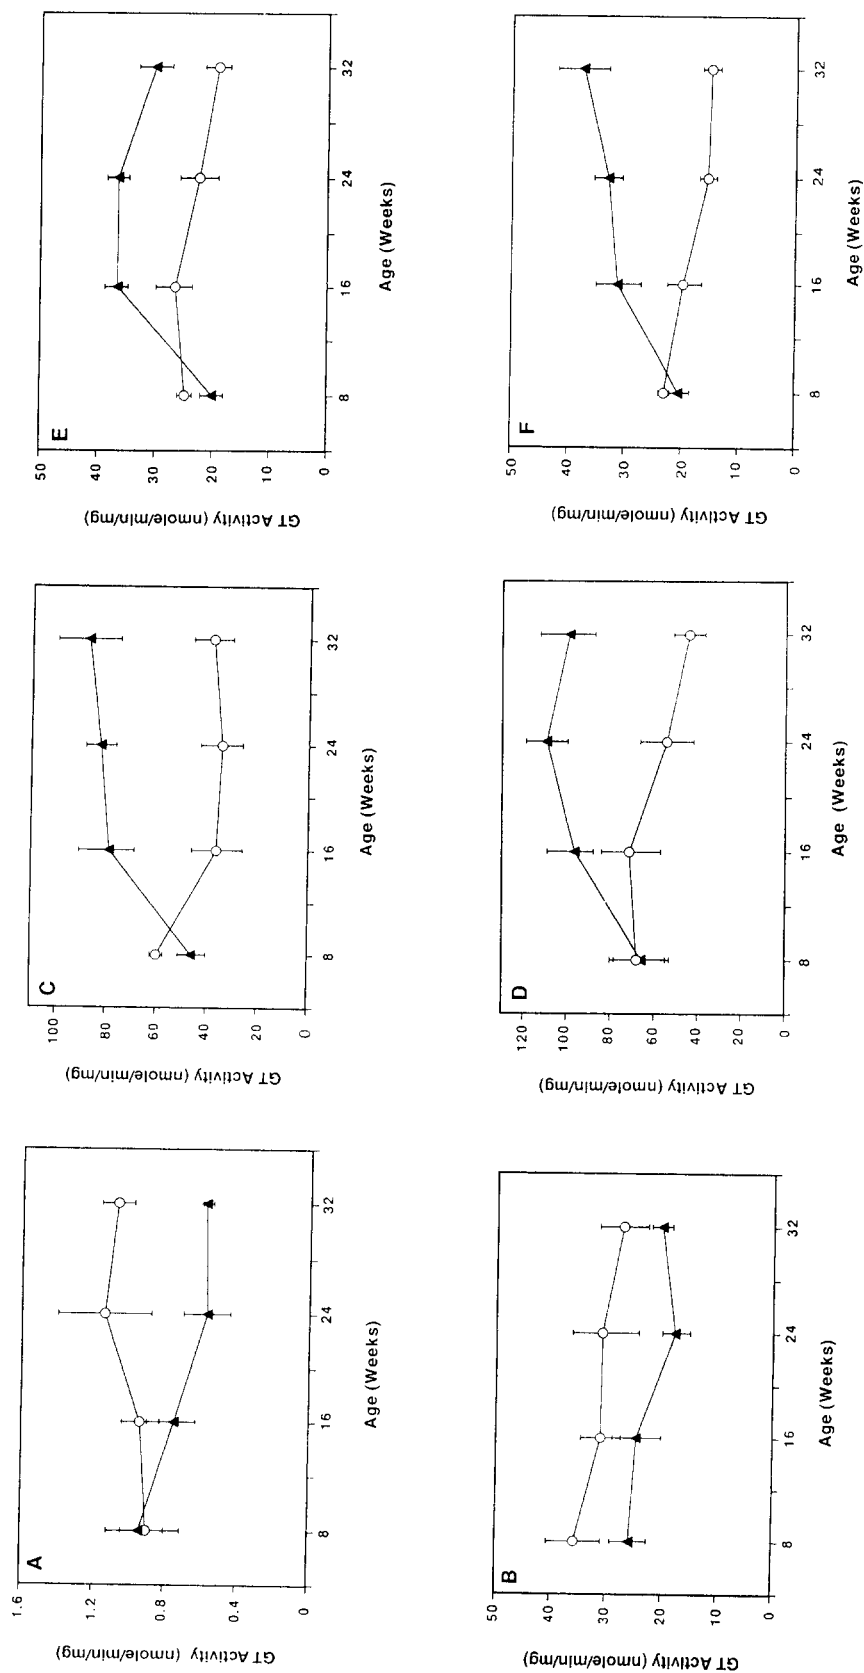 A
GT Activity (nmole/min/mg)
1.6
1.2
0.8
0.4
0
8 16 24 32
Age (Weeks)
C
GT Activity (nmole/min/mg)
100
80
60
40
20
0
8 16 24 32
Age (Weeks)
E
GT Activity (nmole/min/mg)
50
40
30
20
10
0
8 16 24 32
Age (Weeks)
B
GT Activity (nmole/min/mg)
50
40
30
20
10
0
8 16 24 32
Age (Weeks)
D
GT Activity (nmole/min/mg)
120
100
80
60
40
20
0
8 16 24 32
Age (Weeks)
F
GT Activity (nmole/min/mg)
50
40
30
20
10
0
8 16 24 32
Age (Weeks)